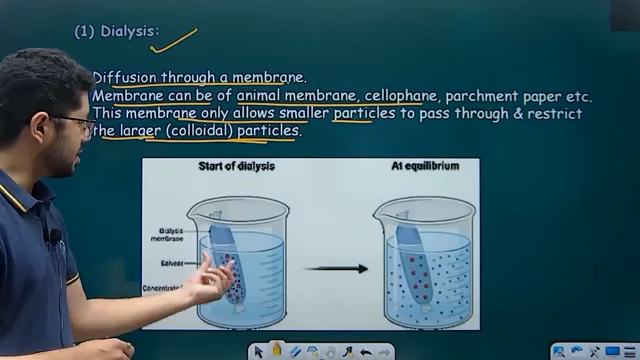 (1) Dialysis:
Diffusion through a membrane.
Membrane can be of animal membrane, cellophane, parchment paper etc.
This membrane only allows smaller particles to pass through & restrict
the larger (colloidal) particles.
Start of dialysis
At equilibrium
Dialysis
membrane
Solvent